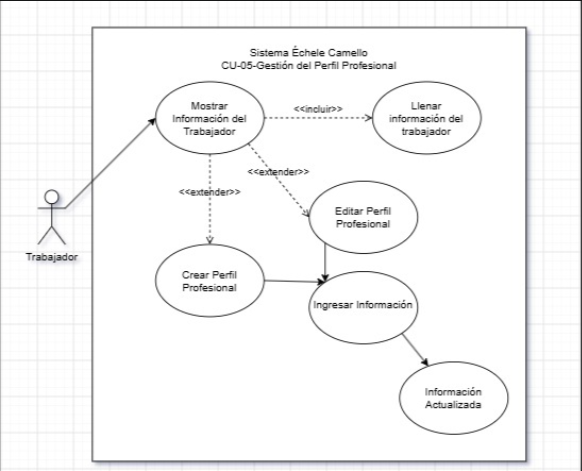 Sistema Échele Camello
CU-05-Gestión del Perfil Profesional
Mostrar
Información del
Trabajador
<<incluir>>
Llenar
información del
trabajador
<<extender>>
<<extender>>
Editar Perfil
Profesional
Trabajador
Crear Perfil
Profesional
Ingresar Información
Información
Actualizada